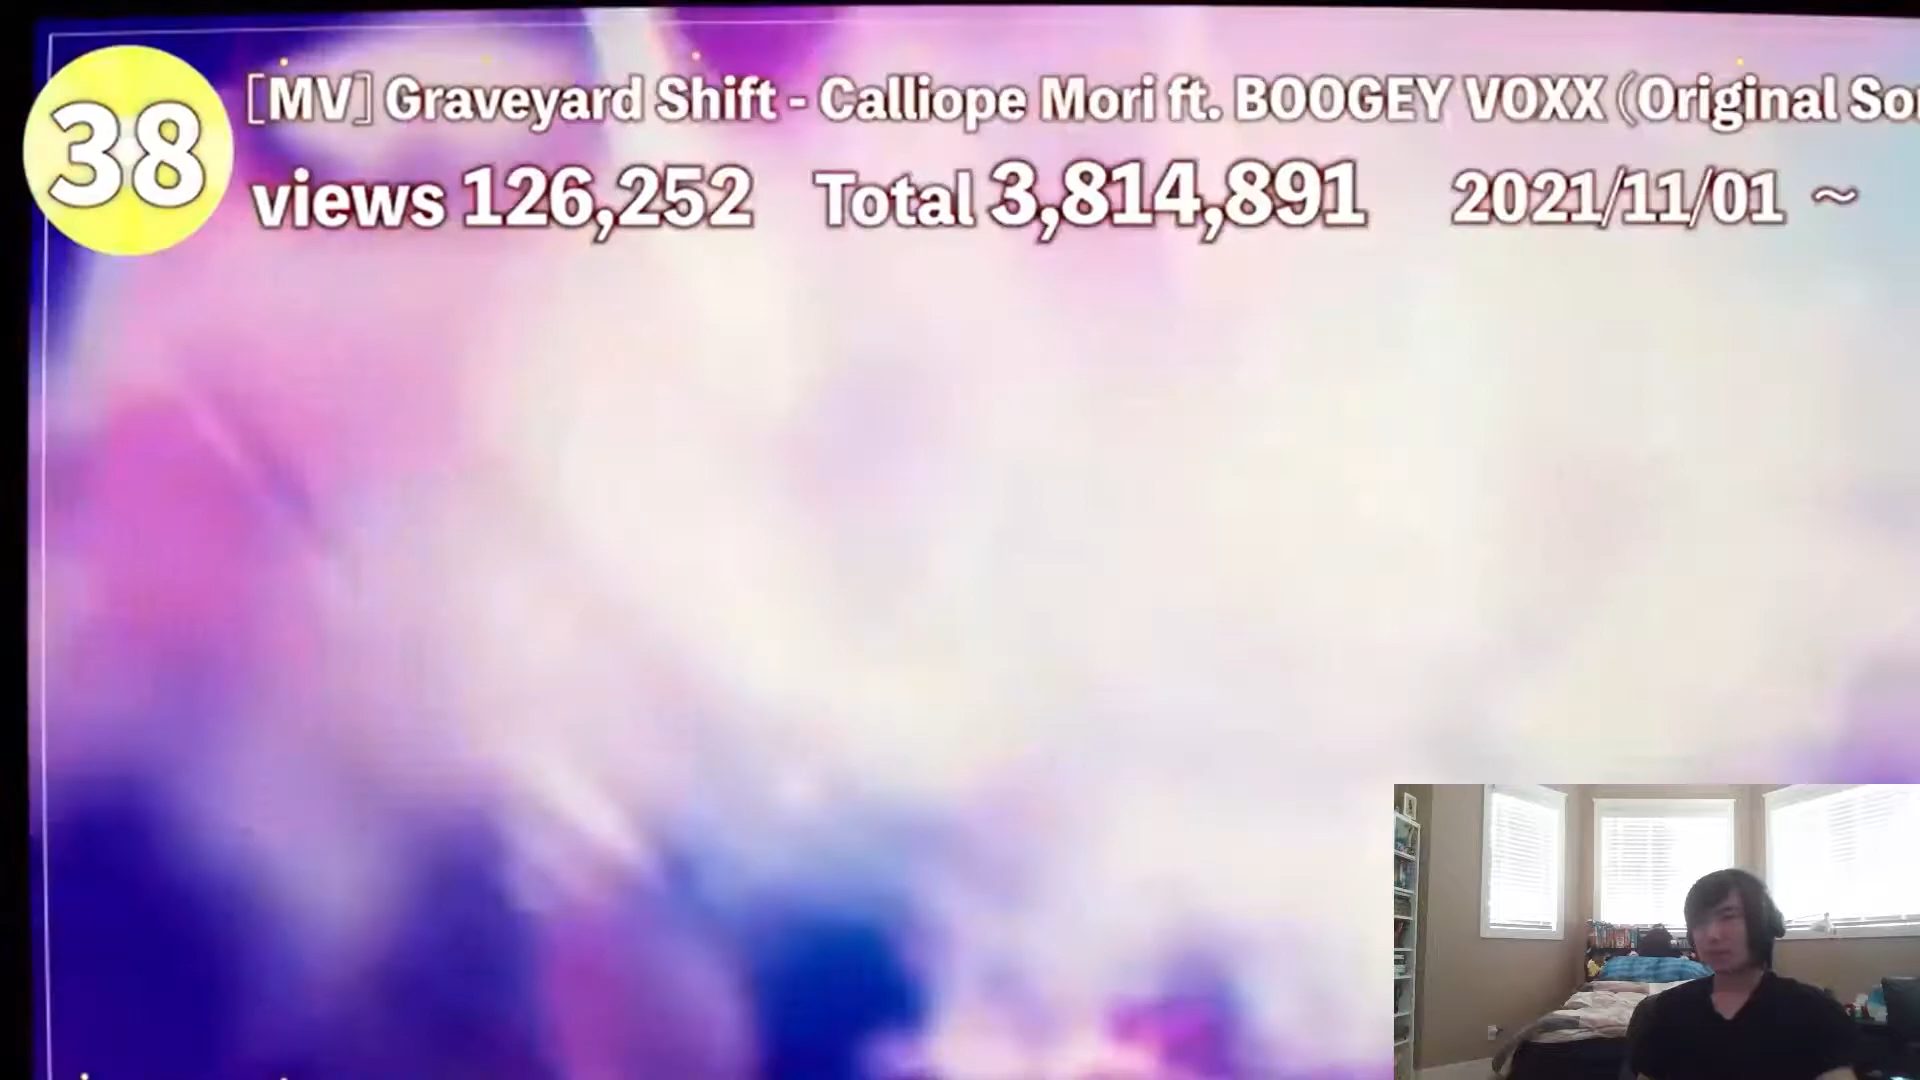 38
[MV] Graveyard Shift - Calliope Mori ft. BOOGEY VOXX (Original
views 126,252 Total 3,814,891 2021/11/01 ～